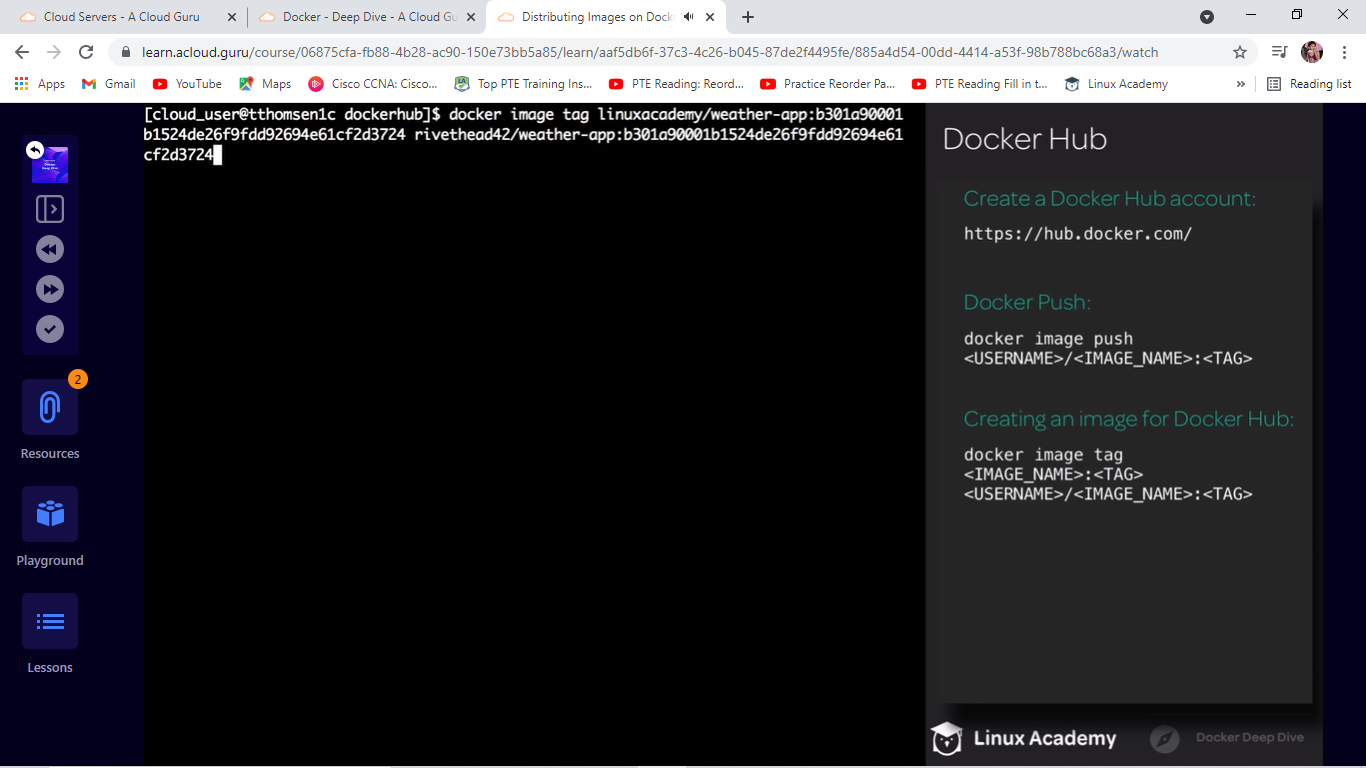 Cloud Servers - A Cloud Guru
Docker - Deep Dive - A Cloud Gu
Distributing Images on Dock
learn.acloud.guru/course/06875cfa-fb88-4b28-ac90-150e73bb5a85/learn/aaf5db6f-37c3-4c26-b045-87de2f4495fe/885a4d54-00dd-4414-a53f-98b788bc68a3/watch
Apps
Gmail
YouTube
Maps
Cisco CCNA: Cisco...
Top PTE Training Ins...
PTE Reading: Reord...
Practice Reorder Pa...
PTE Reading Fill in t...
Linux Academy
»
Reading list
[cloud_user@tthomsen1c dockerhub]$ docker image tag linuxacademy/weather-app:b301a90001
b1524de26f9fdd92694e61cf2d3724 rivethead42/weather-app:b301a90001b1524de26f9fdd92694e61
cf2d3724
2
Resources
Playground
Lessons
Docker Hub
Create a Docker Hub account:
https://hub.docker.com/
Docker Push:
docker image push
<USERNAME>/<IMAGE_NAME>:<TAG>
Creating an image for Docker Hub:
docker image tag
<IMAGE_NAME>:<TAG>
<USERNAME>/<IMAGE_NAME>:<TAG>
Linux Academy
Docker Deep Dive